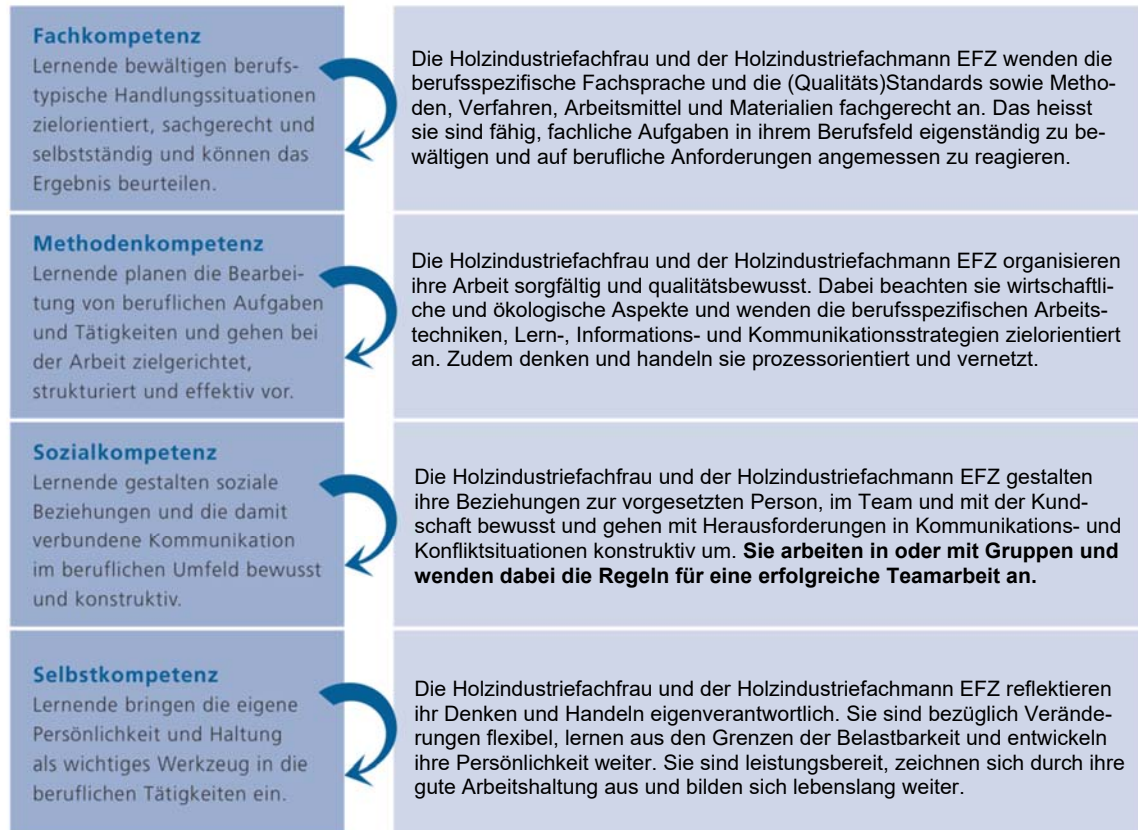 Fachkompetenz
Lernende bewältigen berufs-
typische Handlungssituationen
zielorientiert, sachgerecht und
selbstständig und können das
Ergebnis beurteilen.
Die Holzindustriefachfrau und der Holzindustriefachmann EFZ wenden die
berufsspezifische Fachsprache und die (Qualitäts)Standards sowie Metho-
den, Verfahren, Arbeitsmittel und Materialien fachgerecht an. Das heisst
sie sind fähig, fachliche Aufgaben in ihrem Berufsfeld eigenständig zu be-
wältigen und auf berufliche Anforderungen angemessen zu reagieren.
Methodenkompetenz
Lernende planen die Bearbei-
tung von beruflichen Aufgaben
und Tätigkeiten und gehen bei
der Arbeit zielgerichtet,
strukturiert und effektiv vor.
Die Holzindustriefachfrau und der Holzindustriefachmann EFZ organisieren
ihre Arbeit sorgfältig und qualitätsbewusst. Dabei beachten sie wirtschaftli-
che und ökologische Aspekte und wenden die berufsspezifischen Arbeits-
techniken, Lern-, Informations- und Kommunikationsstrategien zielorientiert
an. Zudem denken und handeln sie prozessorientiert und vernetzt.
Sozialkompetenz
Lernende gestalten soziale
Beziehungen und die damit
verbundene Kommunikation
im beruflichen Umfeld bewusst
und konstruktiv.
Die Holzindustriefachfrau und der Holzindustriefachmann EFZ gestalten
ihre Beziehungen zur vorgesetzten Person, im Team und mit der Kund-
schaft bewusst und gehen mit Herausforderungen in Kommunikations- und
Konfliktsituationen konstruktiv um. Sie arbeiten in oder mit Gruppen und
wenden dabei die Regeln für eine erfolgreiche Teamarbeit an.
Selbstkompetenz
Lernende bringen die eigene
Persönlichkeit und Haltung
als wichtiges Werkzeug in die
beruflichen Tätigkeiten ein.
Die Holzindustriefachfrau und der Holzindustriefachmann EFZ reflektieren
ihr Denken und Handeln eigenverantwortlich. Sie sind bezüglich Verände-
rungen flexibel, lernen aus den Grenzen der Belastbarkeit und entwickeln
ihre Persönlichkeit weiter. Sie sind leistungsbereit, zeichnen sich durch ihre
gute Arbeitshaltung aus und bilden sich lebenslang weiter.